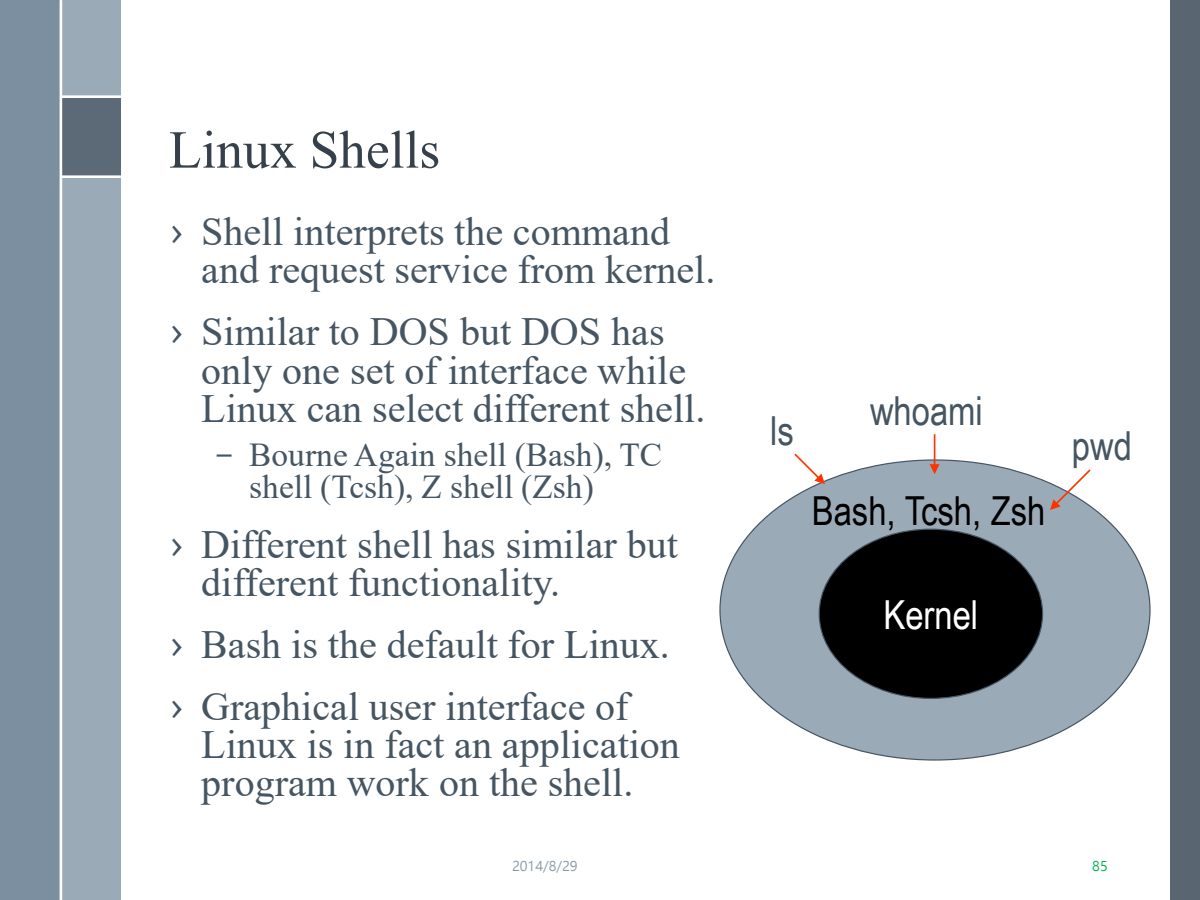 Linux Shells
› Shell interprets the command
and request service from kernel.
› Similar to DOS but DOS has
only one set of interface while
Linux can select different shell.
– Bourne Again shell (Bash), TC
shell (Tcsh), Z shell (Zsh)
› Different shell has similar but
different functionality.
› Bash is the default for Linux.
› Graphical user interface of
Linux is in fact an application
program work on the shell.
ls
whoami
pwd
Bash, Tcsh, Zsh
Kernel
2014/8/29
85